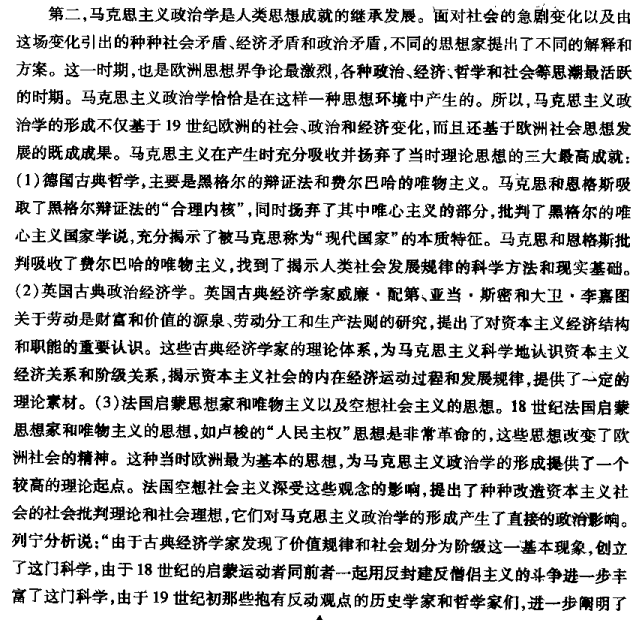 第二,马克思主义政治学是人类思想成就的继承发展。面对社会的急剧变化以及由
这场变化引出的种种社会矛盾、经济矛盾和政治矛盾,不同的思想家提出了不同的解释和
方案。这一时期,也是欧洲思想界争论最激烈,各种政治、经济、哲学和社会等思潮最活跃
的时期。马克思主义政治学恰恰是在这样一种思想环境中产生的。所以,马克思主义政
治学的形成不仅基于19世纪欧洲的社会、政治和经济变化,而且还基于欧洲社会思想发
展的既成成果。马克思主义在产生时充分吸收并扬弃了当时理论思想的三大最高成就:
(1)德国古典哲学,主要是黑格尔的辩证法和费尔巴哈的唯物主义。马克思和恩格斯吸
取了黑格尔辩证法的“合理内核”,同时扬弃了其中唯心主义的部分,批判了黑格尔的唯
心主义国家学说,充分揭示了被马克思称为“现代国家”的本质特征。马克思和恩格斯批
判吸收了费尔巴哈的唯物主义,找到了揭示人类社会发展规律的科学方法和现实基础。
(2)英国古典政治经济学。英国古典经济学家威廉·配第、亚当·斯密和大卫·李嘉图
关于劳动是财富和价值的源泉、劳动分工和生产法则的研究,提出了对资本主义经济结构
和职能的重要认识。这些古典经济学家的理论体系,为马克思主义科学地认识资本主义
经济关系和阶级关系,揭示资本主义社会的内在经济运动过程和发展规律,提供了一定的
理论素材。(3)法国启蒙思想家和唯物主义以及空想社会主义的思想。18世纪法国启蒙
思想家和唯物主义的思想,如卢梭的“人民主权”思想是非常革命的,这些思想改变了欧
洲社会的精神。这种当时欧洲最为基本的思想,为马克思主义政治学的形成提供了一个
较高的理论起点。法国空想社会主义深受这些观念的影响,提出了种种改造资本主义社
会的社会批判理论和社会理想,它们对马克思主义政治学的形成产生了直接的政治影响。
列宁分析说:“由于古典经济学家发现了价值规律和社会划分为阶级这一基本现象,创立
了这门科学,由于18世纪的启蒙运动者同前者一起用反封建反僧侣主义的斗争进一步丰
富了这门科学,由于19世纪初那些抱有反动观点的历史学家和哲学家们,进一步阐明了